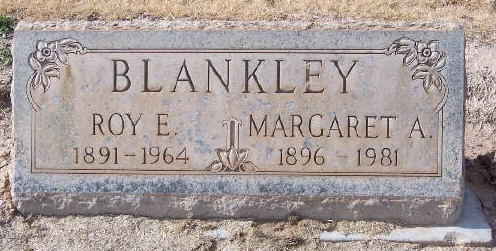 BLANKLEY
ROY E. MARGARET A.
1891-1964 1896-1981